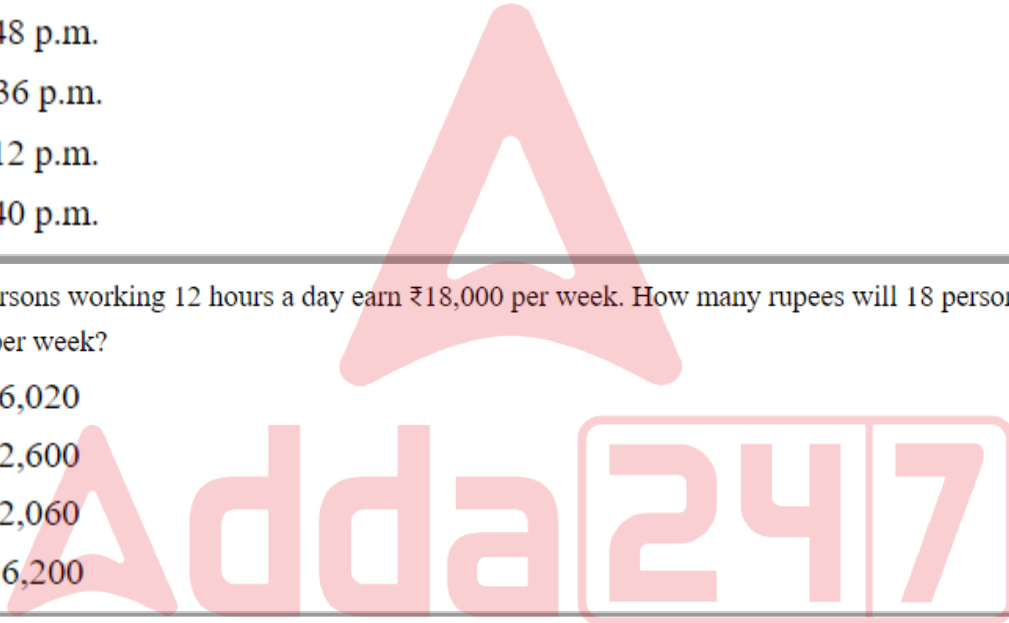 48 p.m.
36 p.m.
12 p.m.
40 p.m.
rsons working 12 hours a day earn ₹18,000 per week. How many rupees will 18 person
per week?
6,020
2,600
2,060
6,200
Adda247